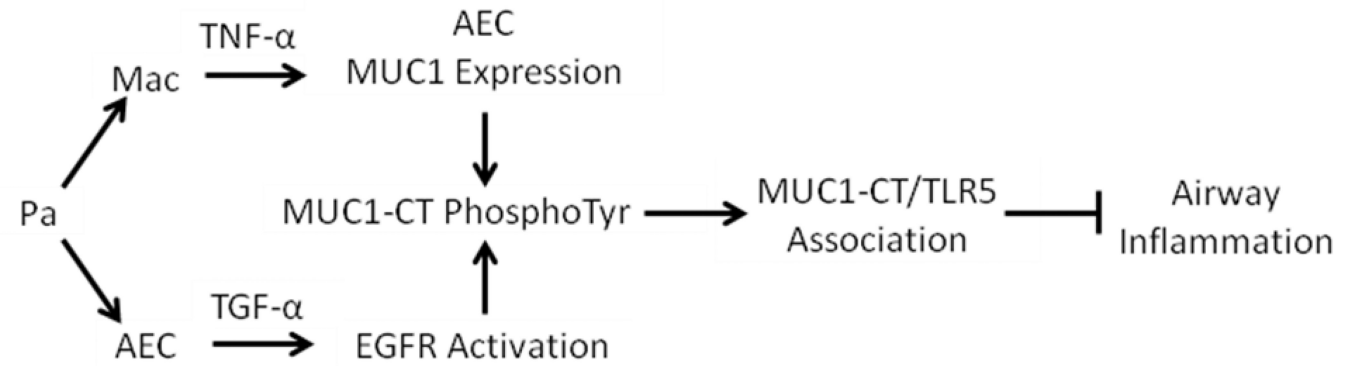 TNF-α
Mac
AEC
MUC1 Expression
Pa
MUC1-CT PhosphoTyr
MUC1-CT/TLR5
Association
Airway
Inflammation
TGF-α
AEC
EGFR Activation